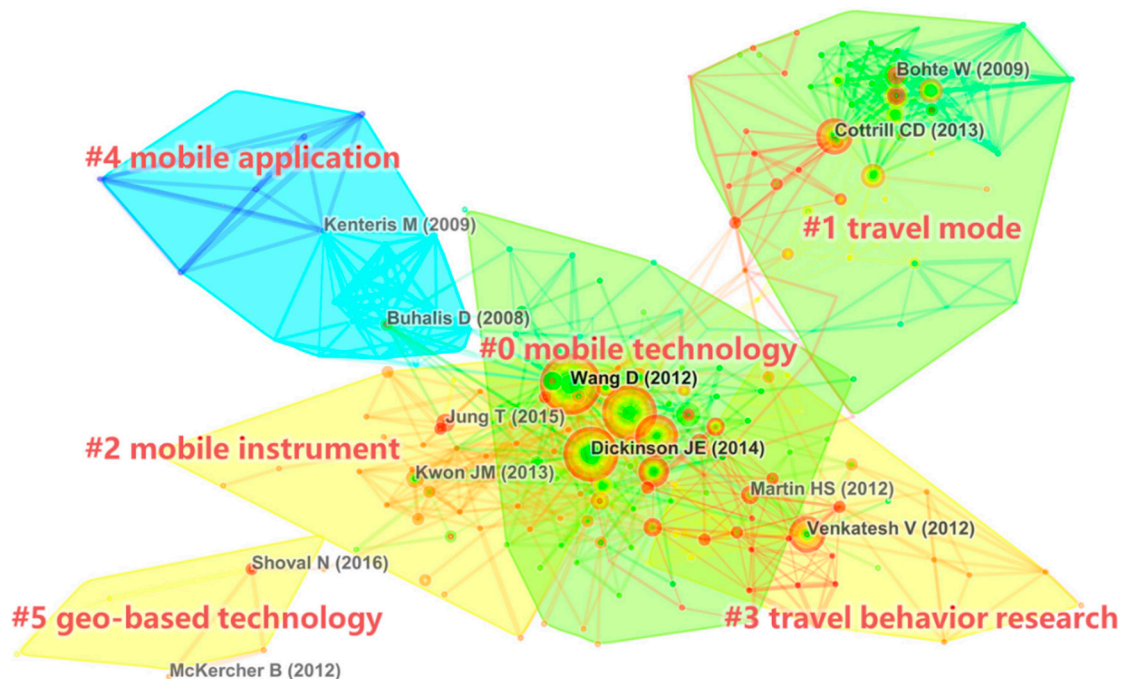 Bohte W (2009)
Cottrill CD (2013)
#4 mobile application
Kenteris M (2009)
#1 travel mode
Buhalis D (2008)
#0 mobile technology
Wang D (2012)
Jung T (2015)
#2 mobile instrument
Dickinson JE (2014)
Kwon JM (2013)
Martin HS (2012)
Venkatesh V (2012)
Shoval N (2016)
#5 geo-based technology
#3 travel behavior research
McKercher B (2012)